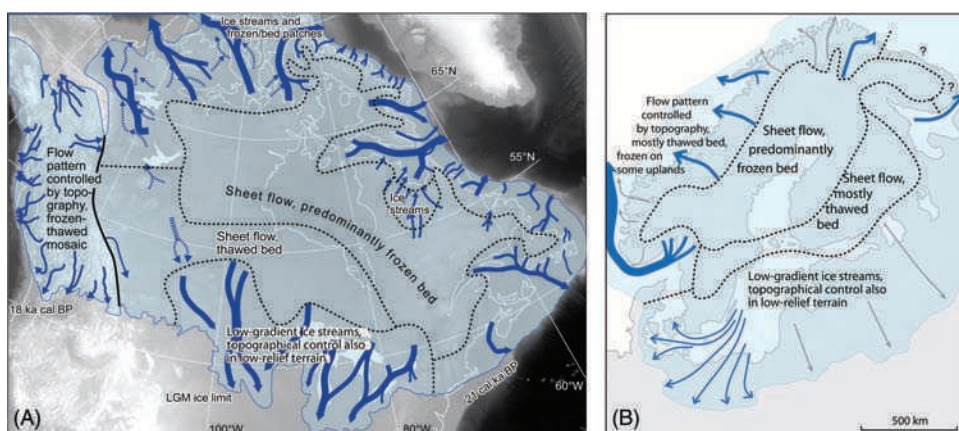 Ice streams and
frozen/bed patches
65°N
55°N
Flow
pattern
controlled
by topo-
graphy,
frozen-
thawed
mosaic
Sheet flow, predominantly frozen bed
Ice
streams
Sheet flow,
thawed bed
18 ka cal BP
Low-gradient ice streams,
topographical control also
in low-relief terrain
LGM ice limit
21 cal ka BP
60°W
(A)
100°W
80°W
?
?
Flow pattern
controlled
by topography,
mostly thawed bed,
frozen on
some uplands
Sheet flow,
predominantly
frozen bed
Sheet flow,
mostly
thawed
bed
Low-gradient ice streams,
topographical control also
in low-relief terrain
(B)
500 km